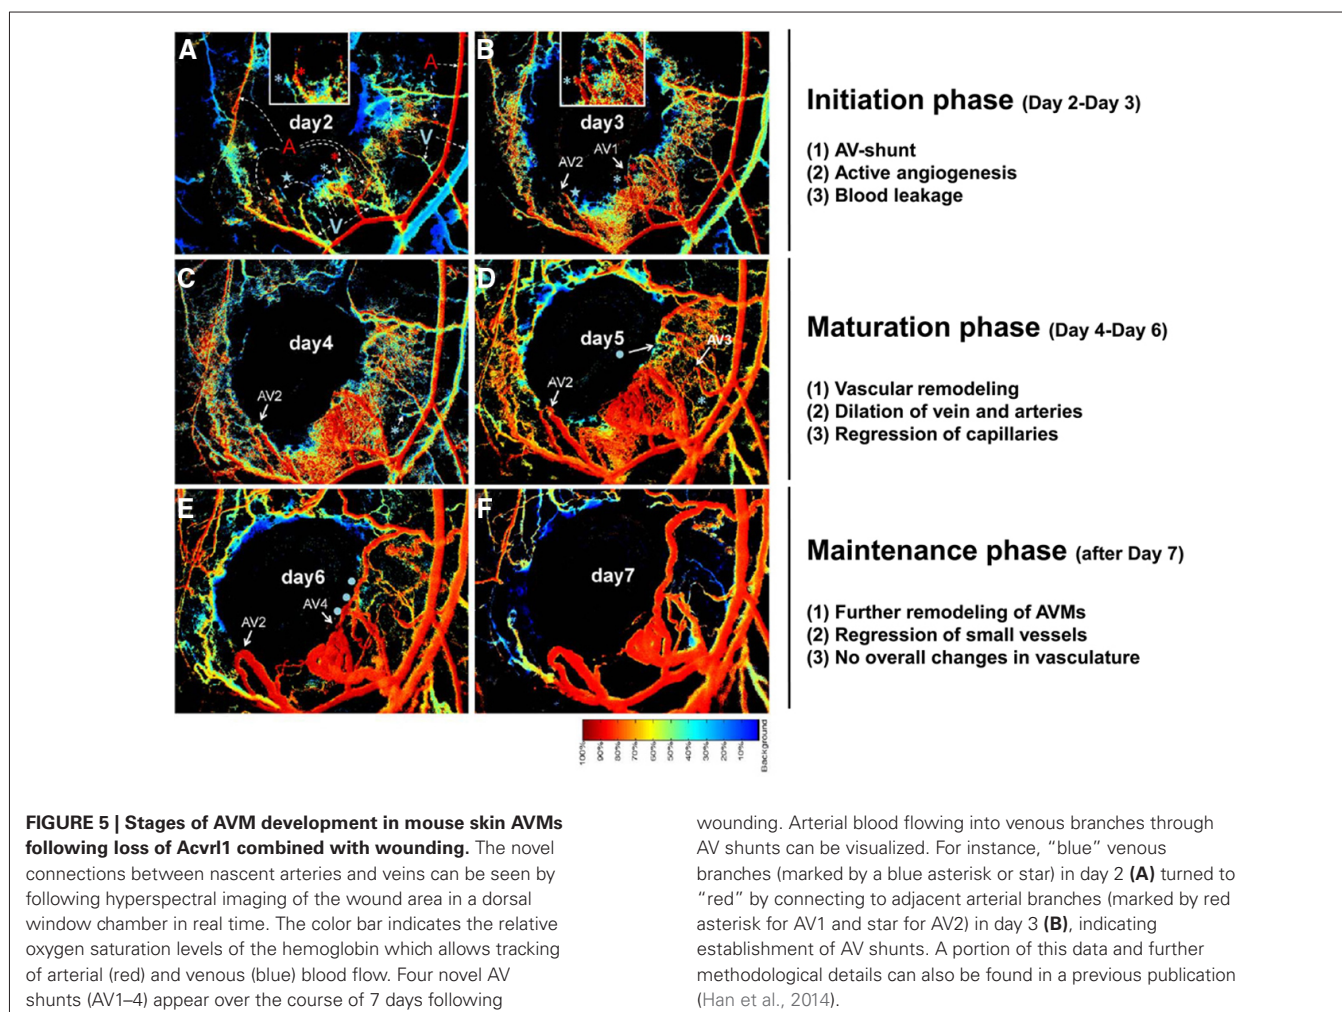 A
day2
A
V
V
B
day3
A
AV1
AV2
Initiation phase (Day 2-Day 3)
(1) AV-shunt
(2) Active angiogenesis
(3) Blood leakage
C
day4
AV2
D
day5
AV3
AV2
Maturation phase (Day 4-Day 6)
(1) Vascular remodeling
(2) Dilation of vein and arteries
(3) Regression of capillaries
E
day6
AV4
AV2
F
day7
Maintenance phase (after Day 7)
(1) Further remodeling of AVMs
(2) Regression of small vessels
(3) No overall changes in vasculature
100%
90%
80%
70%
60%
50%
40%
30%
20%
10%
Background
FIGURE 5 | Stages of AVM development in mouse skin AVMs
following loss of Acvrl1 combined with wounding. The novel
connections between nascent arteries and veins can be seen by
following hyperspectral imaging of the wound area in a dorsal
window chamber in real time. The color bar indicates the relative
oxygen saturation levels of the hemoglobin which allows tracking
of arterial (red) and venous (blue) blood flow. Four novel AV
shunts (AV1–4) appear over the course of 7 days following
wounding. Arterial blood flowing into venous branches through
AV shunts can be visualized. For instance, “blue” venous
branches (marked by a blue asterisk or star) in day 2 (A) turned to
“red” by connecting to adjacent arterial branches (marked by red
asterisk for AV1 and star for AV2) in day 3 (B), indicating
establishment of AV shunts. A portion of this data and further
methodological details can also be found in a previous publication
(Han et al., 2014).